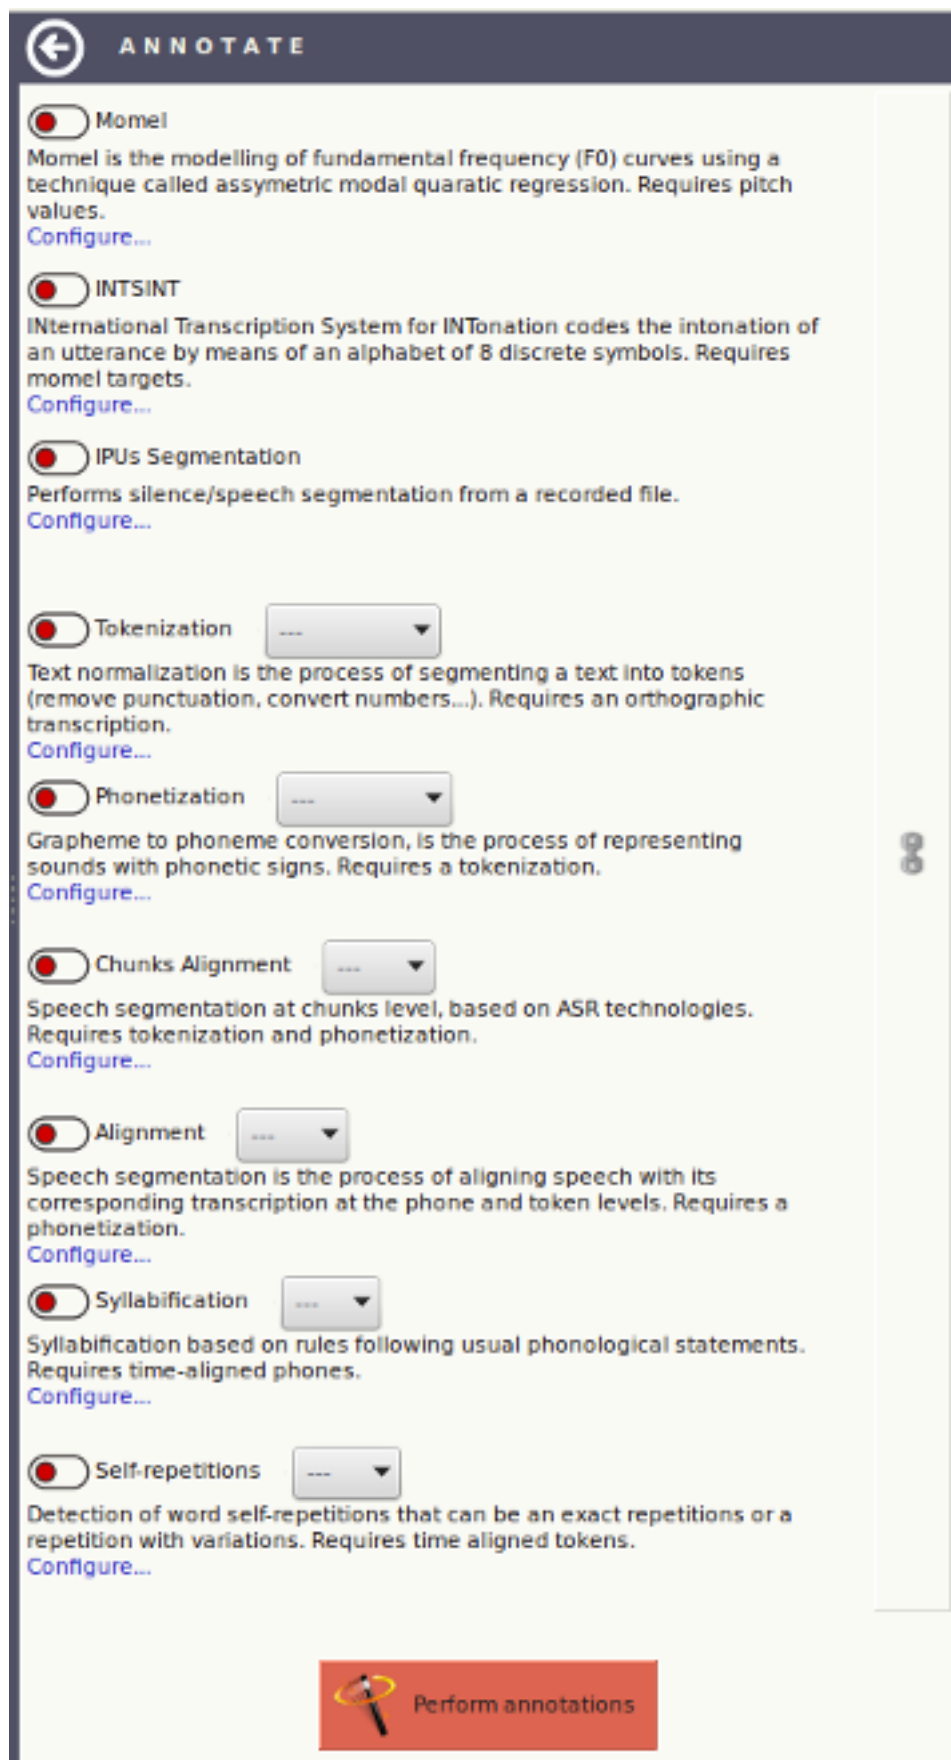 ANNOTATE
Momel
Momel is the modelling of fundamental frequency (F0) curves using a
technique called assymetric modal quaratic regression. Requires pitch
values.
Configure...
INTSINT
INternational Transcription System for INTonation codes the intonation of
an utterance by means of an alphabet of 8 discrete symbols. Requires
momel targets.
Configure...
IPUs Segmentation
Performs silence/speech segmentation from a recorded file.
Configure...
Tokenization ---
Text normalization is the process of segmenting a text into tokens
(remove punctuation, convert numbers...). Requires an orthographic
transcription.
Configure...
Phonetization ---
Grapheme to phoneme conversion, is the process of representing
sounds with phonetic signs. Requires a tokenization.
Configure...
Chunks Alignment ---
Speech segmentation at chunks level, based on ASR technologies.
Requires tokenization and phonetization.
Configure...
Alignment ---
Speech segmentation is the process of aligning speech with its
corresponding transcription at the phone and token levels. Requires a
phonetization.
Configure...
Syllabification ---
Syllabification based on rules following usual phonological statements.
Requires time-aligned phones.
Configure...
Self-repetitions ---
Detection of word self-repetitions that can be an exact repetitions or a
repetition with variations. Requires time aligned tokens.
Configure...
Perform annotations